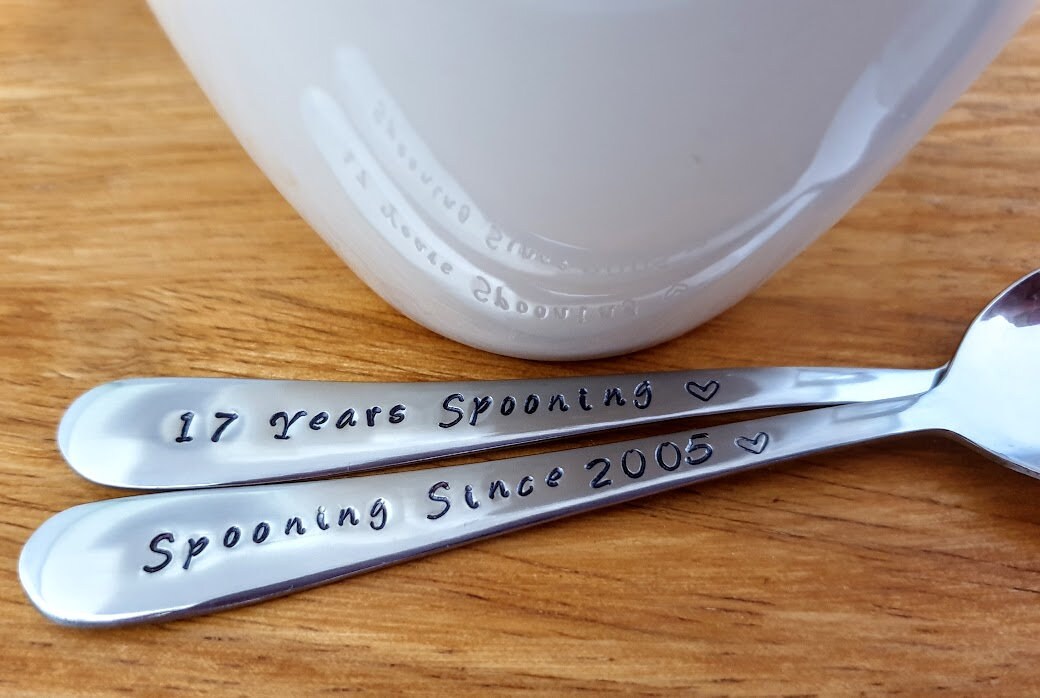 17 Years Spooning ♡
Spooning Since 2005 ♡